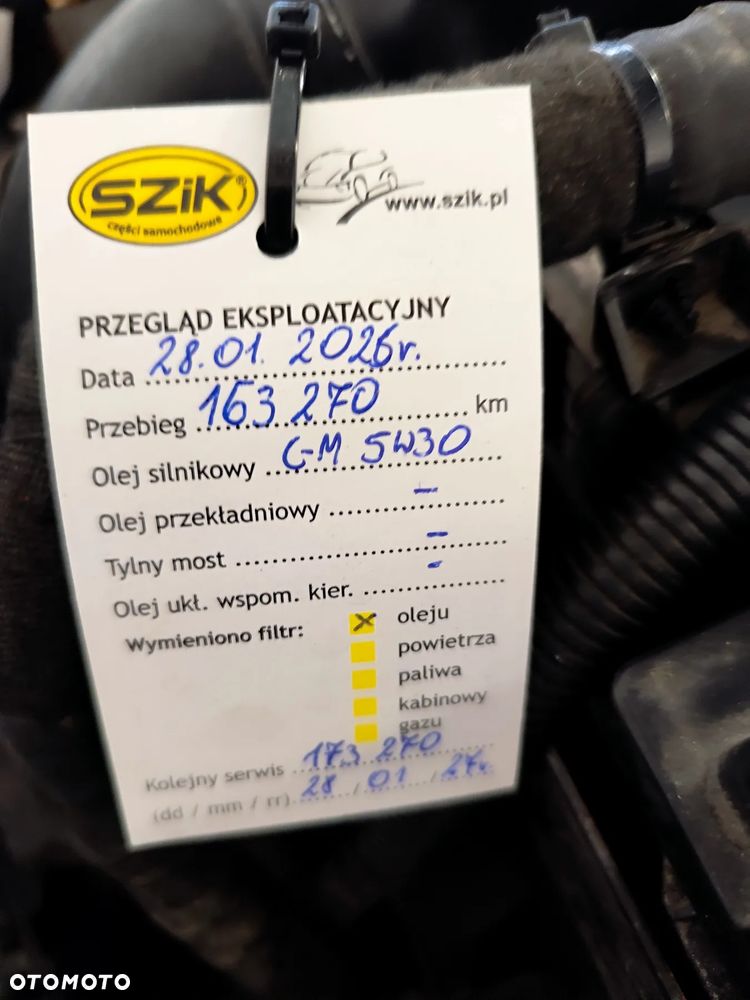 SZiK®
części samochodowe
www.szik.pl
PRZEGLĄD EKSPLOATACYJNY
Data 28.01.2026r.
Przebieg 163 270 km
Olej silnikowy GM 5W30
Olej przekładniowy –
Tylny most –
Olej ukł. wspom. kier. -
Wymieniono filtr: x oleju
powietrza
paliwa
kabinowy
gazu
Kolejny serwis 173 270
(dd / mm / rr) 28 / 01 / 27r.
OTOMOTO